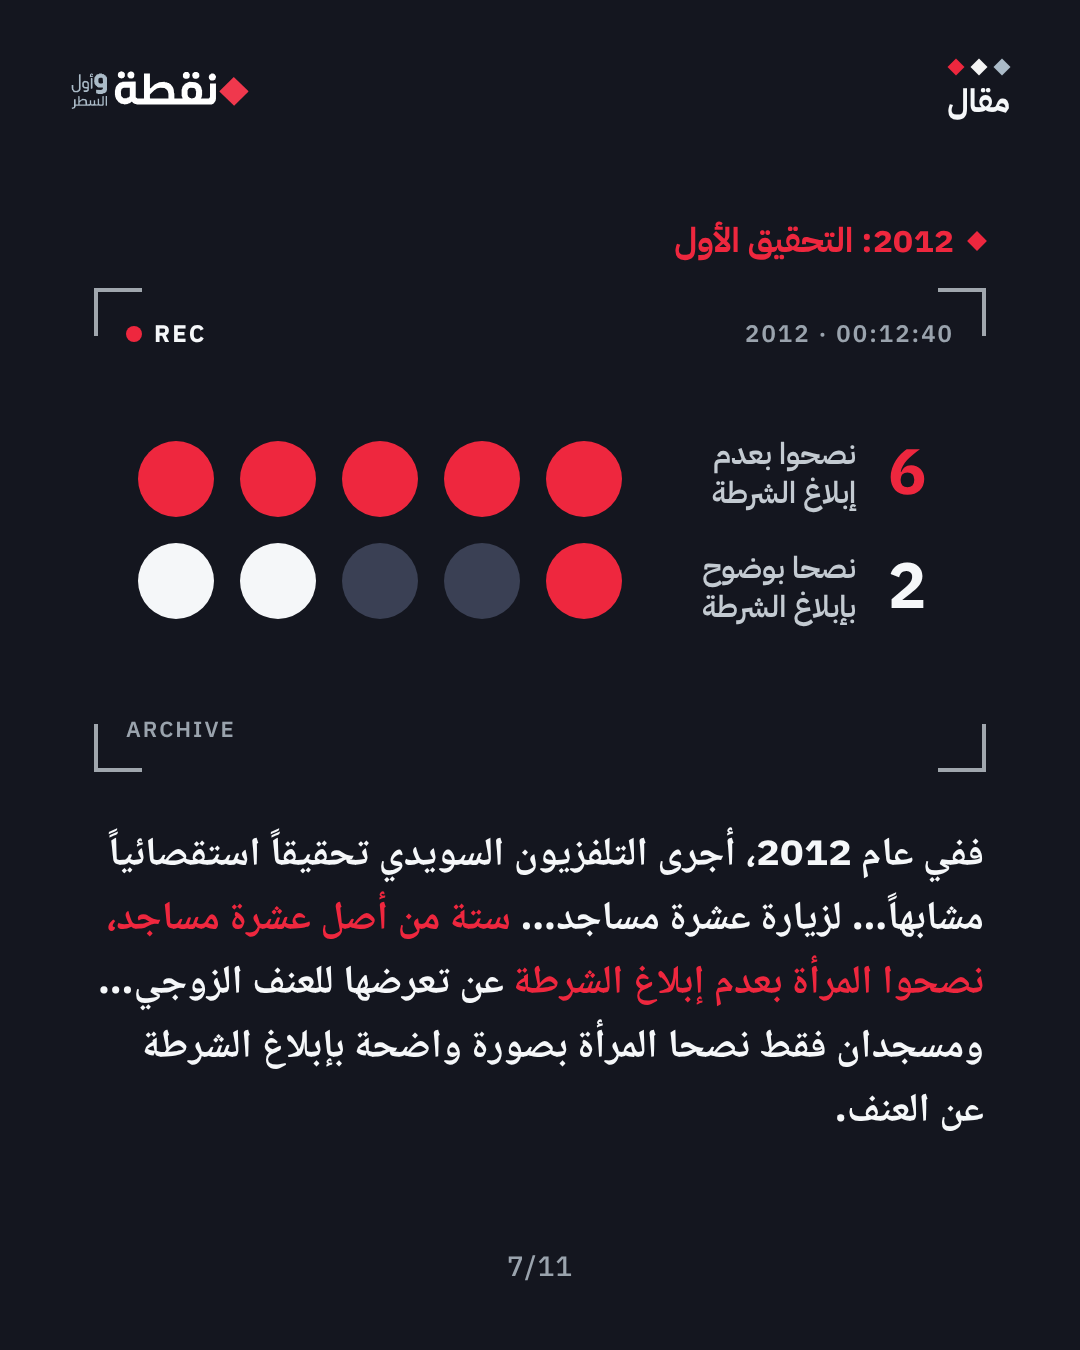 مقال
نقطة
وأول
السطر
2012: التحقيق الأول
REC
2012 · 00:12:40
6
نصحوا بعدم
إبلاغ الشرطة
2
نصحا بوضوح
بإبلاغ الشرطة
ARCHIVE
ففي عام 2012، أجرى التلفزيون السويدي تحقيقاً استقصائياً
مشابهاً... لزيارة عشرة مساجد... ستة من أصل عشرة مساجد،
نصحوا المرأة بعدم إبلاغ الشرطة عن تعرضها للعنف الزوجي...
ومسجدان فقط نصحا المرأة بصورة واضحة بإبلاغ الشرطة
عن العنف.
7/11